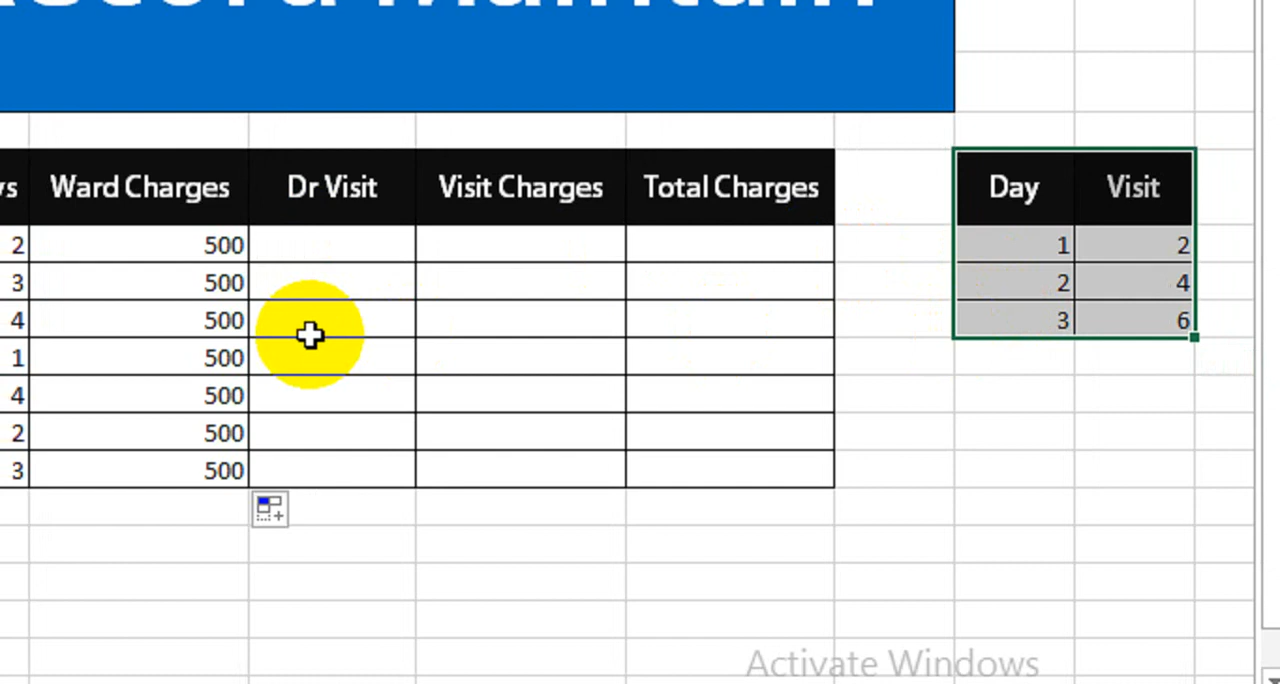 Ward Charges Dr Visit Visit Charges Total Charges Day Visit
2 500 1 2
3 500 2 4
4 500 3 6
1 500
4 500
2 500
3 500
Activate Windows